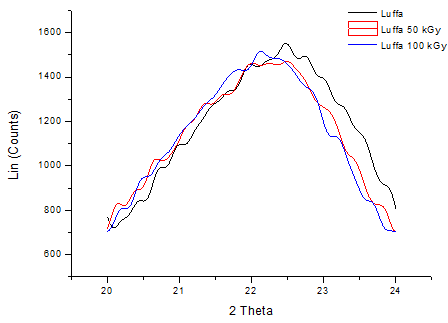 Luffa
Luffa 50 kGy
Luffa 100 kGy
1600
1400
1200
1000
800
600
Lin (Counts)
20
21
22
23
24
2 Theta